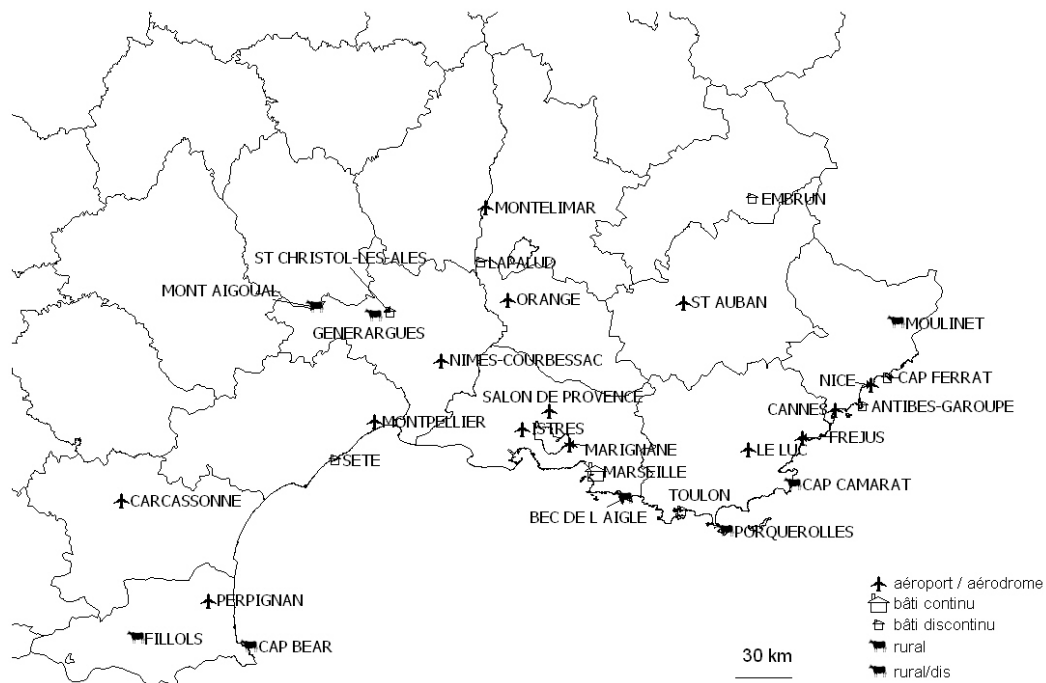 MONTELIMAR
EMBRUN
ST CHRISTOL-LES-ALES
LAPALUD
MONT AIGOUAL
ORANGE
ST AUBAN
GENERARGUES
MOULINET
NIMES-COURBESSAC
NICE
CAP FERRAT
SALON DE PROVENCE
CANNES
ANTIBES-GAROUPE
MONTPELLIER
ISTRES
FREJUS
MARIGNANE
LE LUC
SETE
MARSEILLE
CAP CAMARAT
CARCASSONNE
TOULON
BEC DE L AIGLE
PORQUEROLLES
aéroport / aérodrome
PERPIGNAN
bâti continu
bâti discontinu
FILLOLS
CAP BEAR
rural
30 km
rural/dis